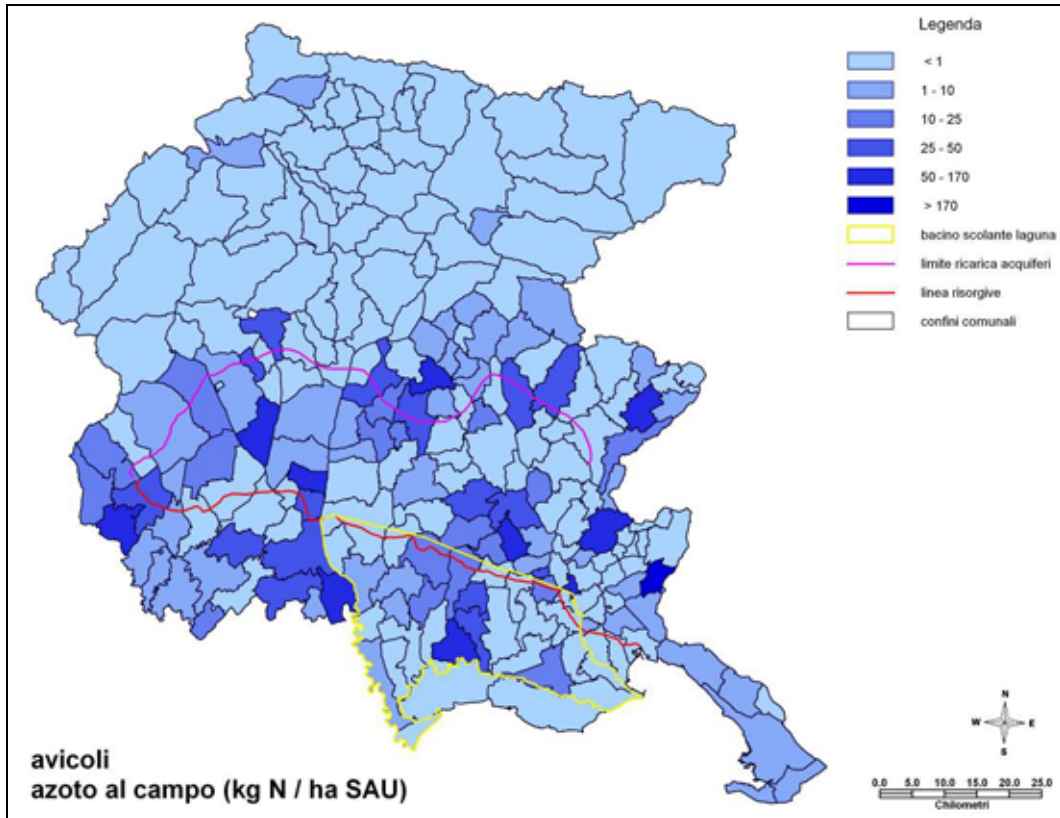 Legenda
< 1
1 - 10
10 - 25
25 - 50
50 - 170
> 170
bacino scolante laguna
limite ricarica acquiferi
linea risorgive
confini comunali
N
W E
S
avicoli
azoto al campo (kg N / ha SAU)
0.0 5.0 10.0 15.0 20.0 25.0
Chilometri